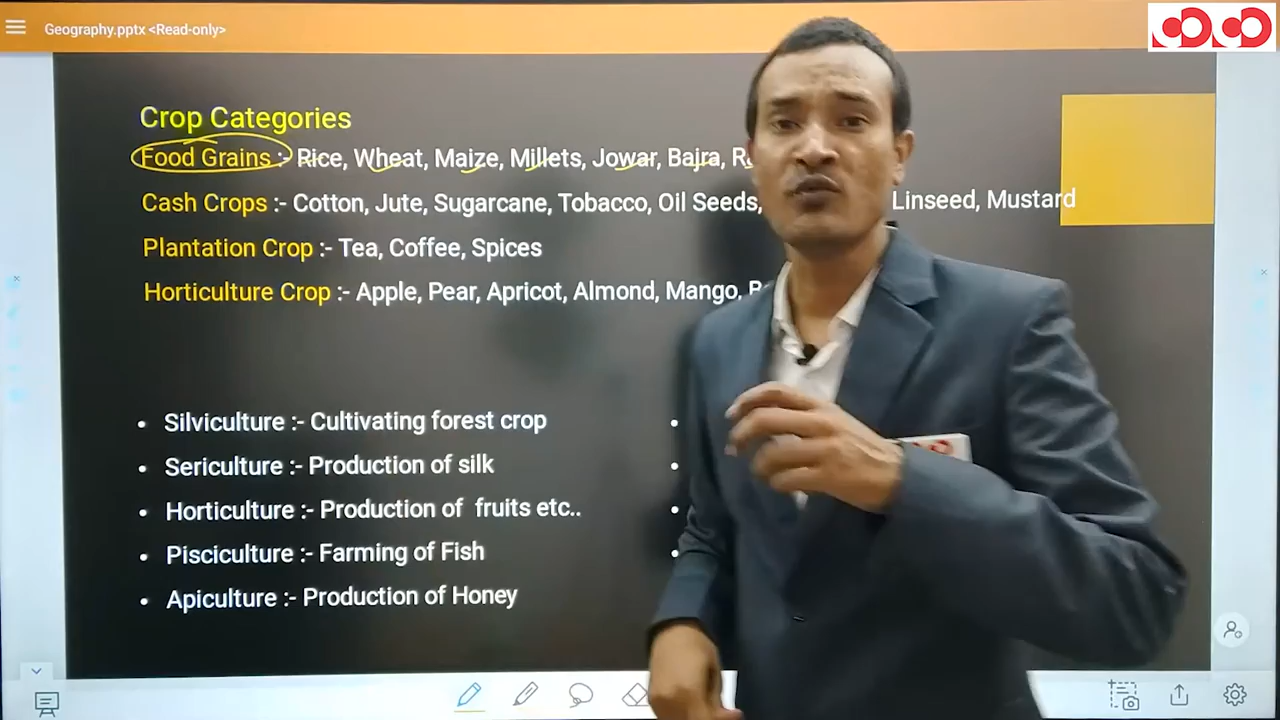 Geography.pptx <Read-only>
Crop Categories
Food Grains :- Rice, Wheat, Maize, Millets, Jowar, Bajra,
Cash Crops :- Cotton, Jute, Sugarcane, Tobacco, Oil Seeds, Linseed, Mustard
Plantation Crop :- Tea, Coffee, Spices
Horticulture Crop :- Apple, Pear, Apricot, Almond, Mango,
• Silviculture :- Cultivating forest crop
• Sericulture :- Production of silk
• Horticulture :- Production of fruits etc..
• Pisciculture :- Farming of Fish
• Apiculture :- Production of Honey